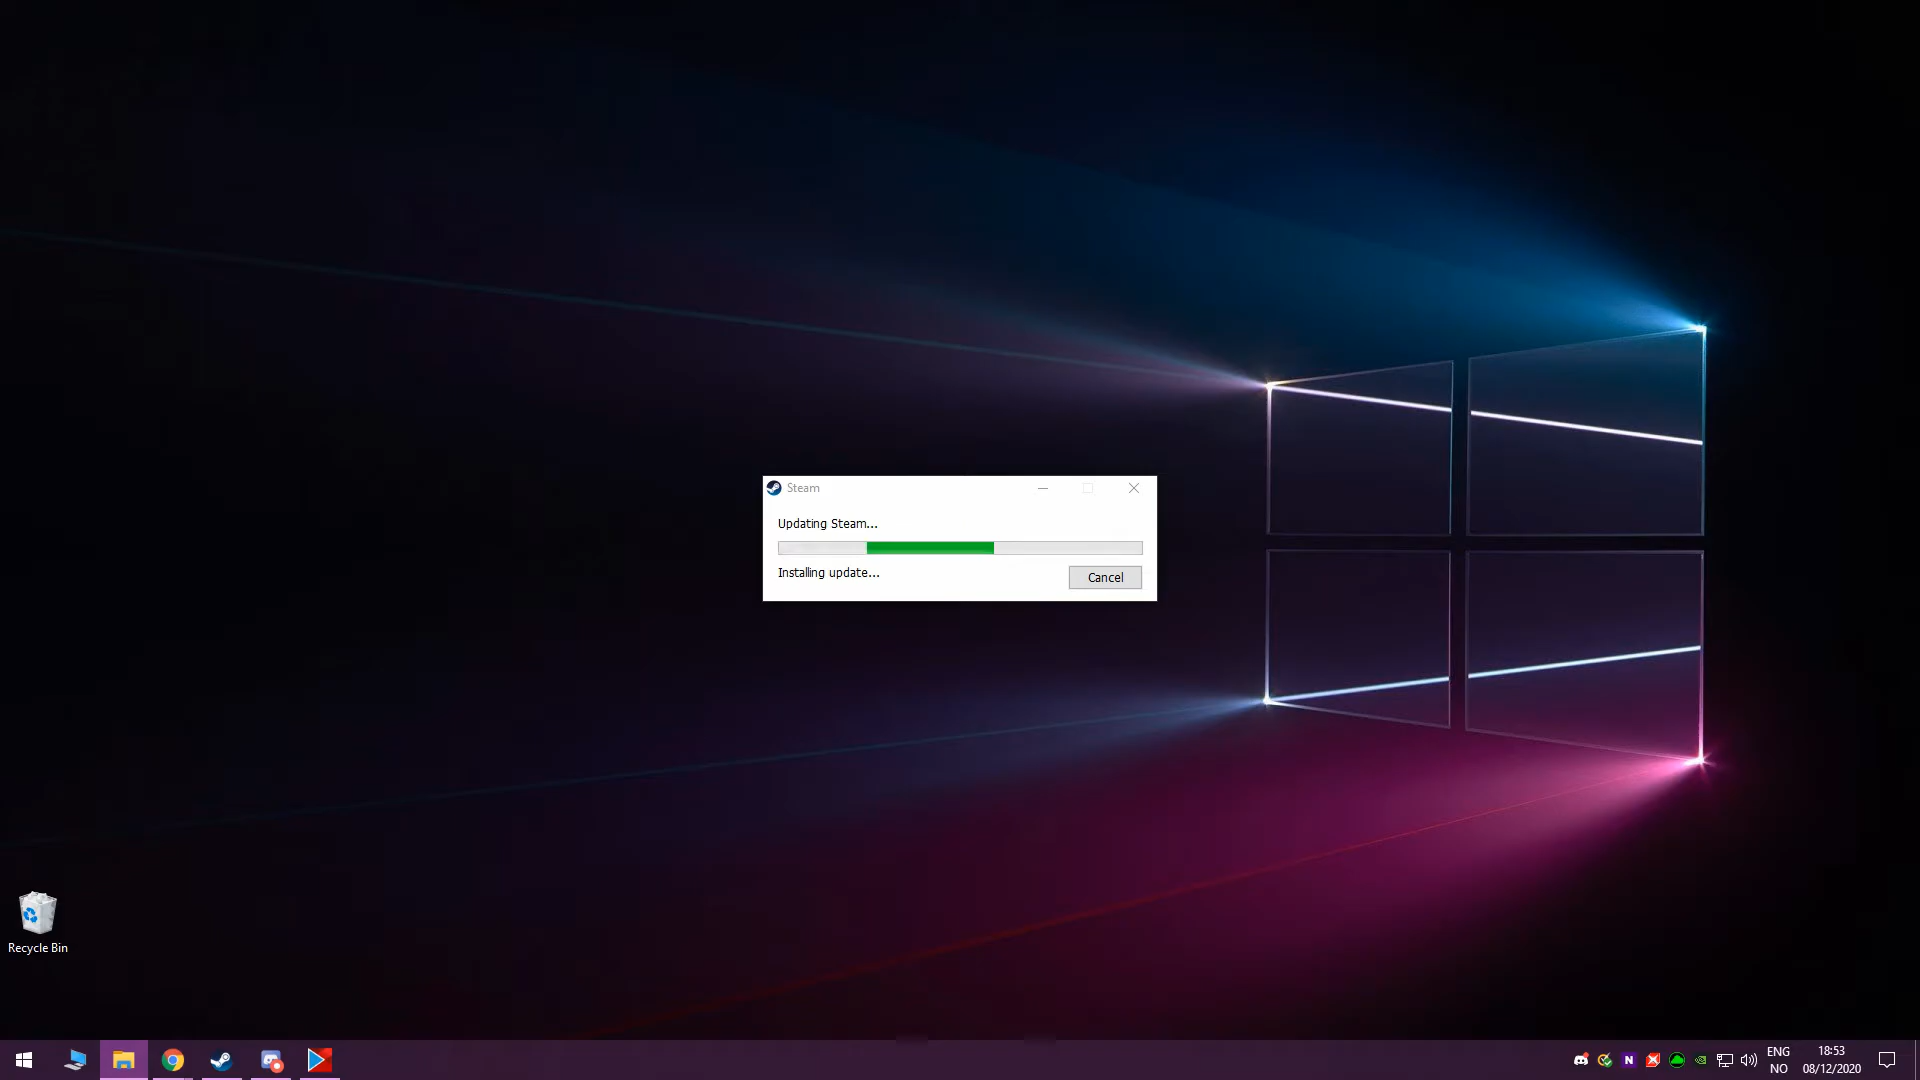 Steam
Updating Steam...
Installing update...
Cancel
Recycle Bin
N
ENG
NO
18:53
08/12/2020